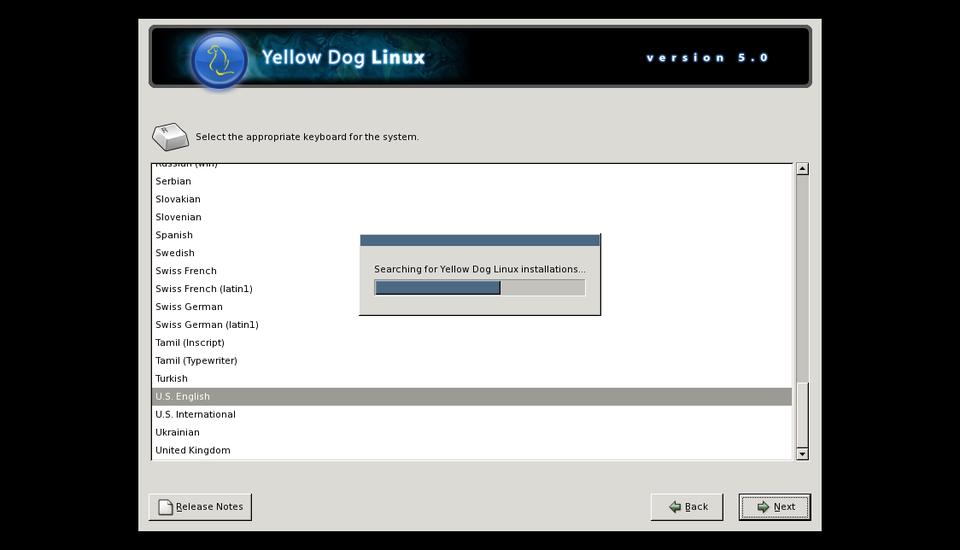 Yellow Dog Linux
version 5.0
Select the appropriate keyboard for the system.
Russian (win)
Serbian
Slovakian
Slovenian
Spanish
Swedish
Swiss French
Swiss French (latin1)
Swiss German
Swiss German (latin1)
Tamil (Inscript)
Tamil (Typewriter)
Turkish
U.S. English
U.S. International
Ukrainian
United Kingdom
Searching for Yellow Dog Linux installations...
Release Notes
Back
Next